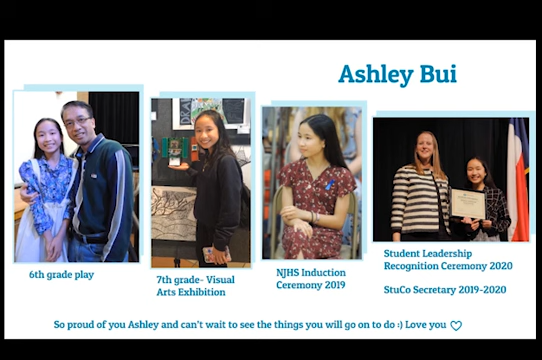 Ashley Bui
6th grade play
7th grade- Visual
Arts Exhibition
NJHS Induction
Ceremony 2019
Student Leadership
Recognition Ceremony 2020
StuCo Secretary 2019-2020
So proud of you Ashley and can't wait to see the things you will go on to do :) Love you ♡